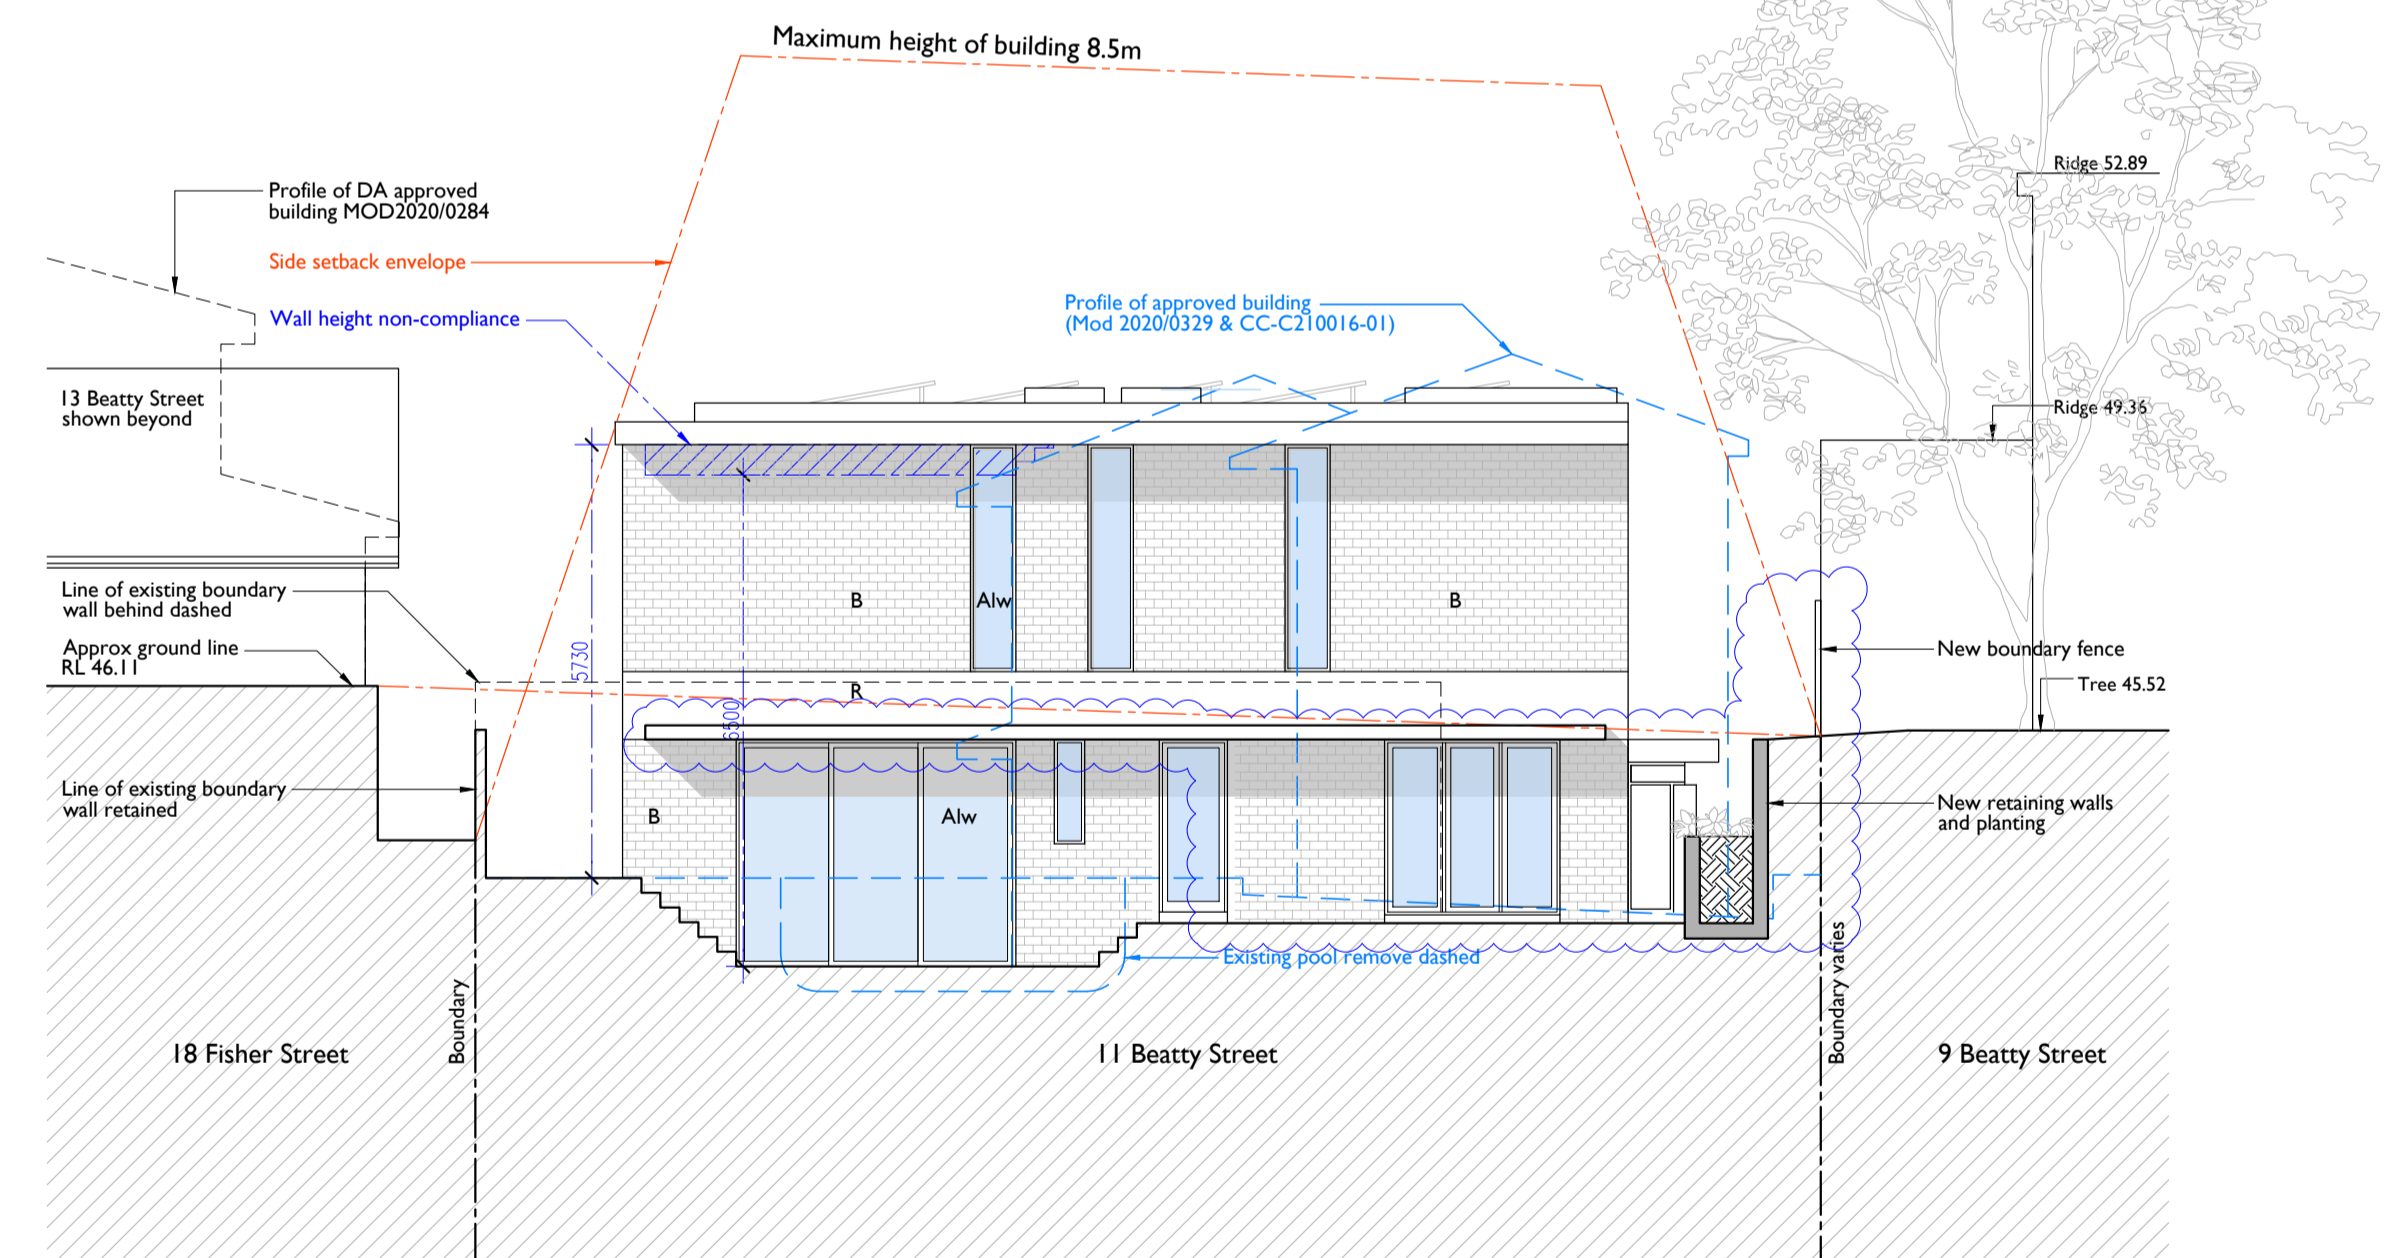 Maximum height of building 8.5m
Ridge 52.89
Profile of DA approved
building MOD2020/0284
Side setback envelope
Wall height non-compliance
Profile of approved building
(Mod 2020/0329 & CC-C210016-01)
13 Beatty Street
shown beyond
Ridge 49.36
Line of existing boundary
wall behind dashed
B
Alw
B
Approx ground line
RL 46.11
5730
R
6500
New boundary fence
Tree 45.52
Line of existing boundary
wall retained
B
Alw
New retaining walls
and planting
Existing pool remove dashed
Boundary
Boundary varies
18 Fisher Street
11 Beatty Street
9 Beatty Street